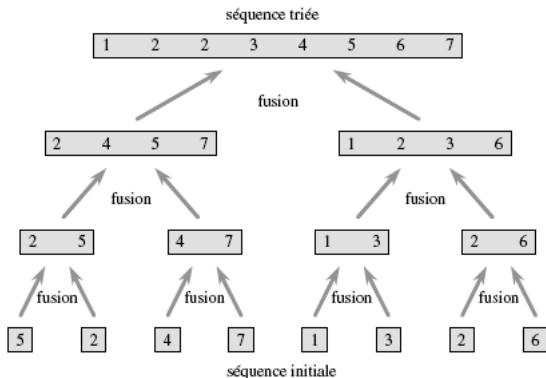 séquence triée
1 2 2 3 4 5 6 7
fusion
2 4 5 7 1 2 3 6
fusion fusion
2 5 4 7 1 3 2 6
fusion fusion fusion fusion
5 2 4 7 1 3 2 6
séquence initiale